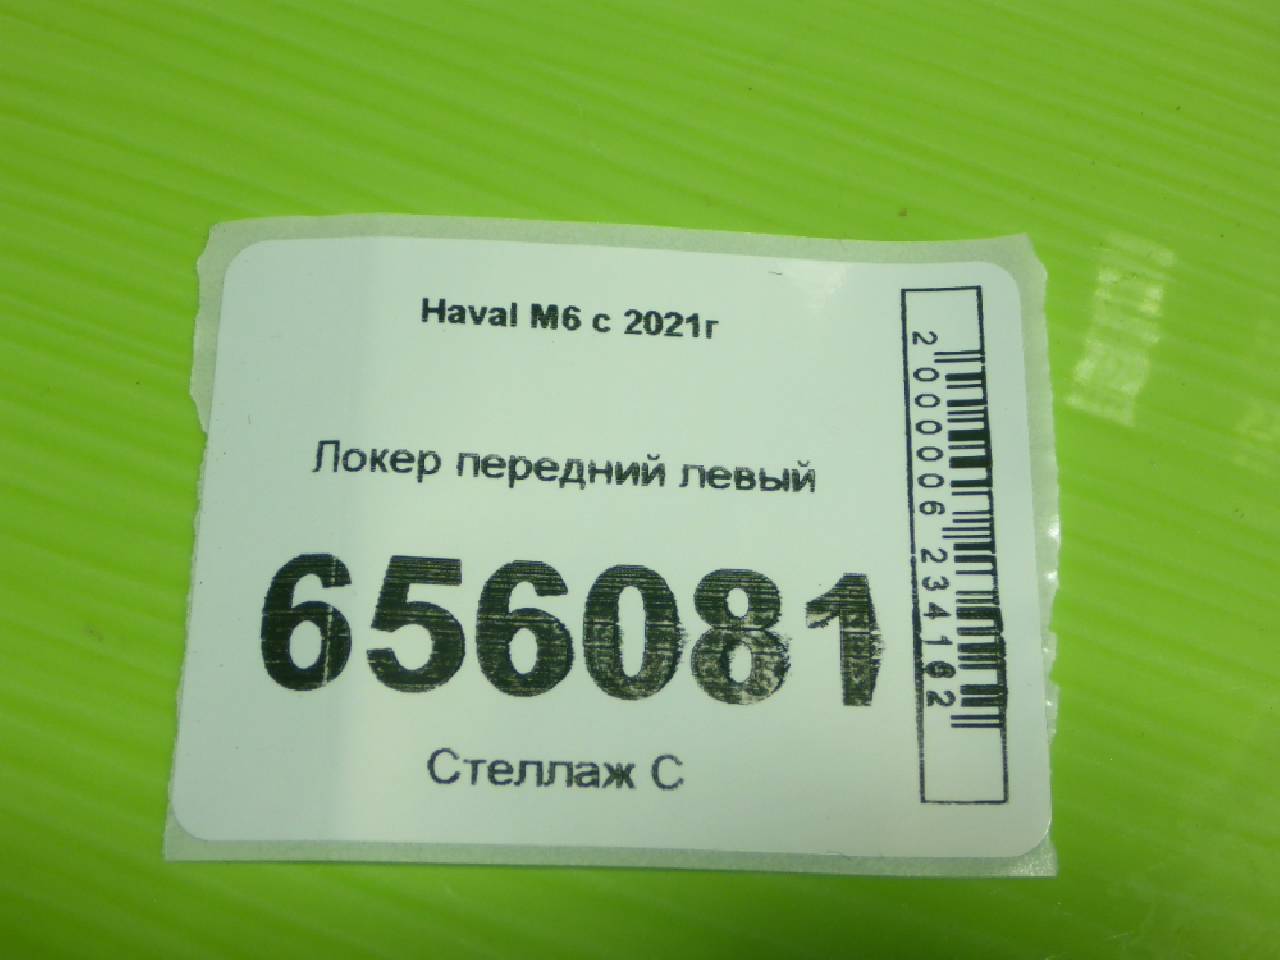 Haval M6 с 2021г
Локер передний левый
656081
Стеллаж С
2000006234162